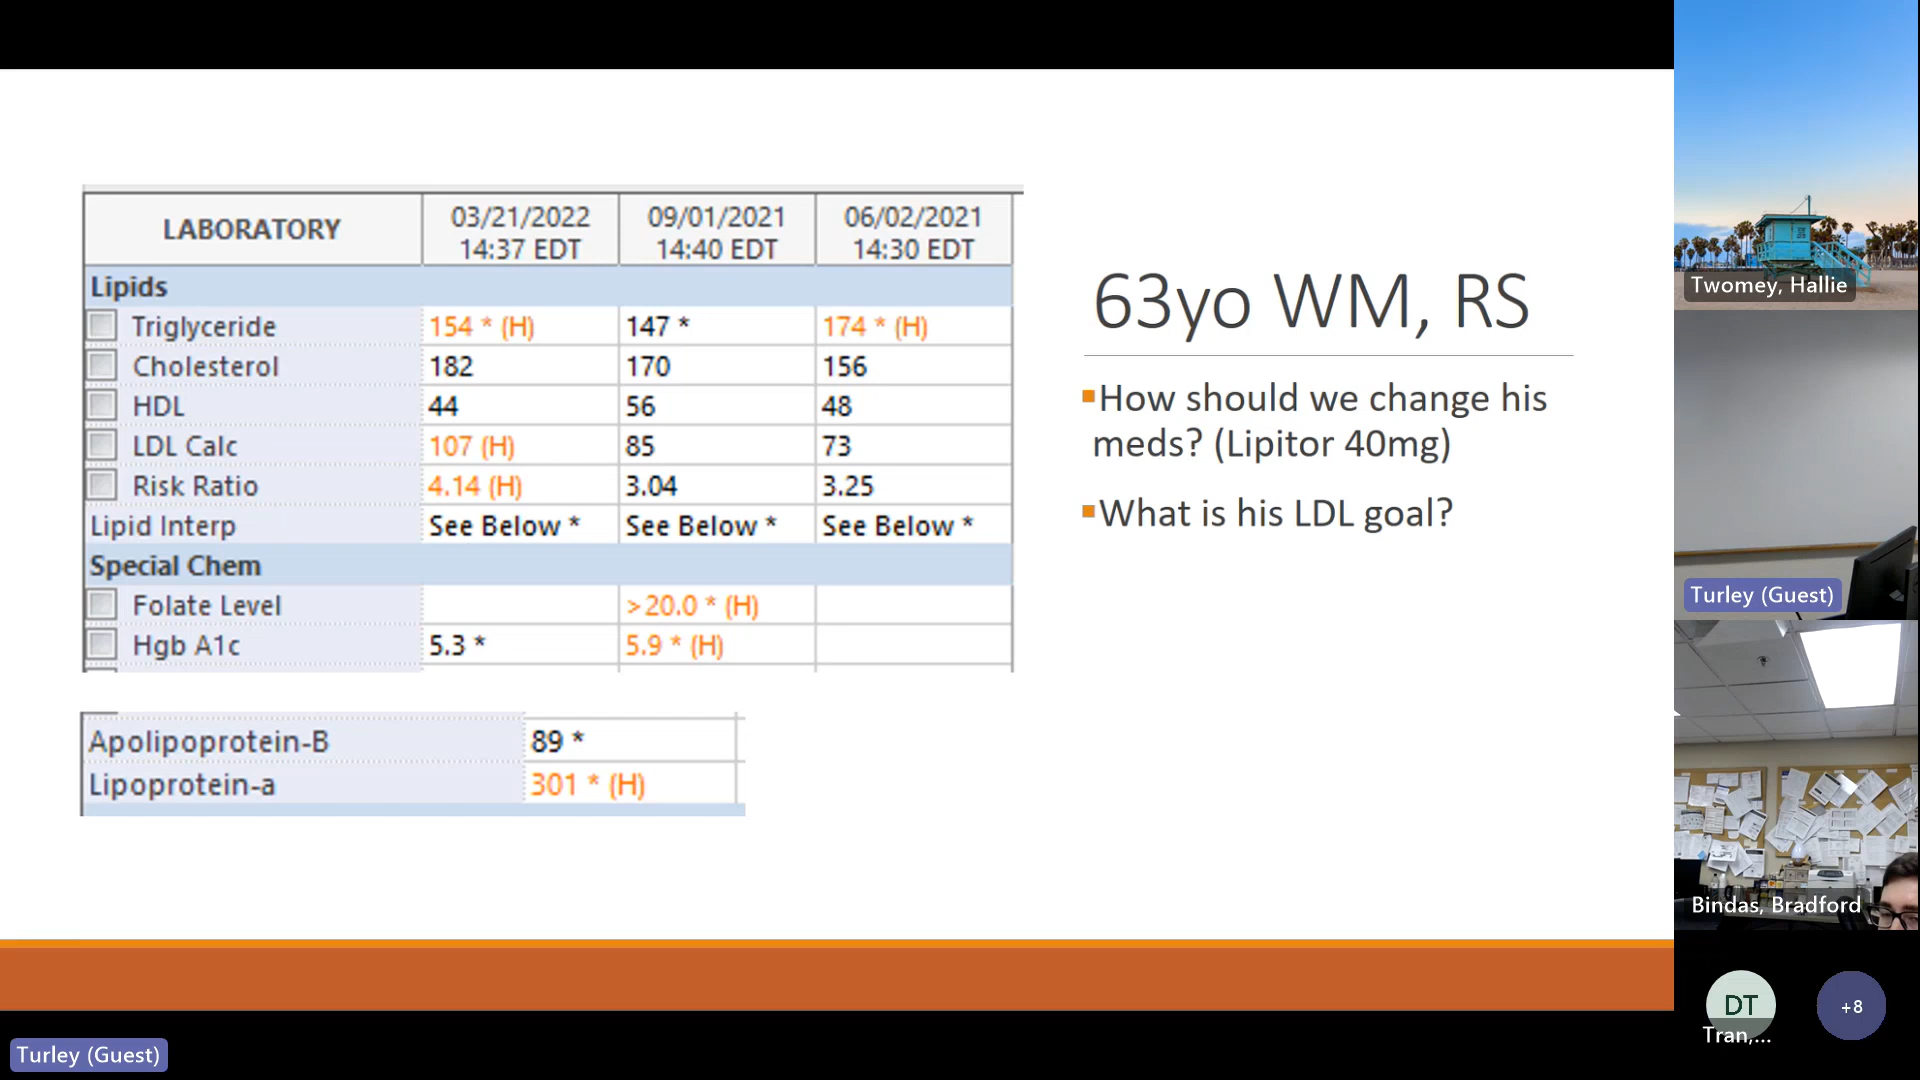 LABORATORY 03/21/2022 14:37 EDT 09/01/2021 14:40 EDT 06/02/2021 14:30 EDT
Lipids
Triglyceride 154 * (H) 147 * 174 * (H)
Cholesterol 182 170 156
HDL 44 56 48
LDL Calc 107 (H) 85 73
Risk Ratio 4.14 (H) 3.04 3.25
Lipid Interp See Below * See Below * See Below *
Special Chem
Folate Level >20.0 * (H)
Hgb A1c 5.3 * 5.9 * (H)
Apolipoprotein-B 89 *
Lipoprotein-a 301 * (H)
63yo WM, RS
How should we change his
meds? (Lipitor 40mg)
What is his LDL goal?
Twomey, Hallie
Turley (Guest)
Bindas, Bradford
DT
Tran,...
+8
Turley (Guest)